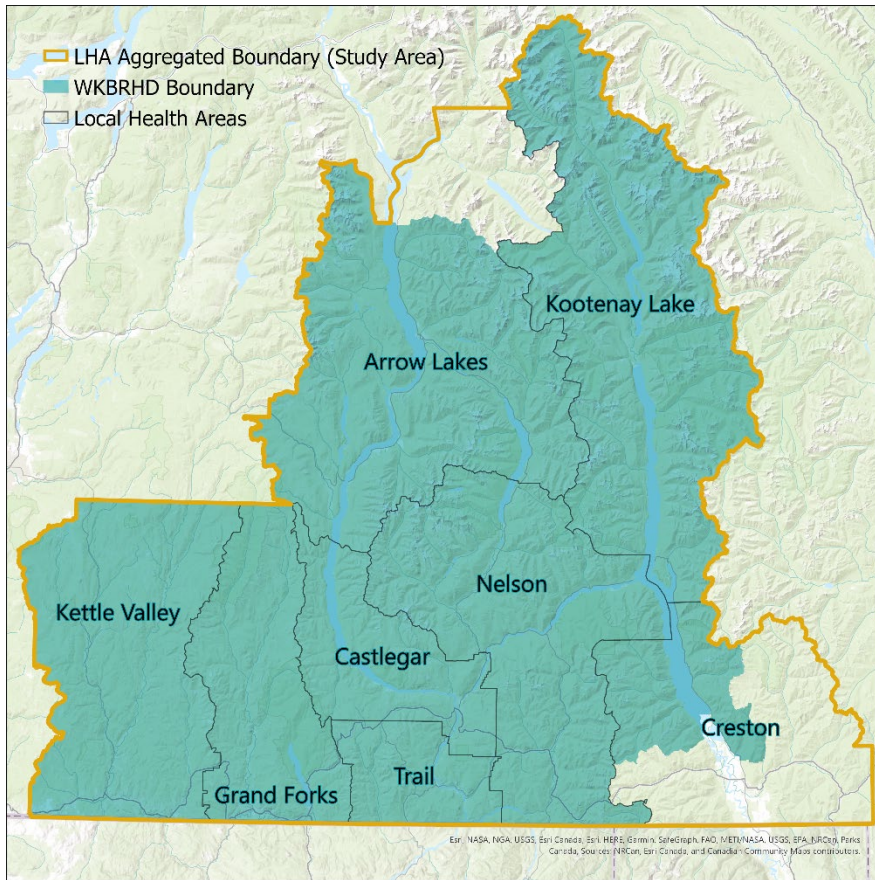 LHA Aggregated Boundary (Study Area)
WKBRHD Boundary
Local Health Areas
Kootenay Lake
Arrow Lakes
Nelson
Kettle Valley
Castlegar
Creston
Trail
Grand Forks
Esri, NASA, NGA, USGS, Esri Canada, Esri, HERE, Garmin, SafeGraph, FAO, METI/NASA, USGS, EPA, NRCan, Parks
Canada, Sources: NRCan, Esri Canada, and Canadian Community Maps contributors.